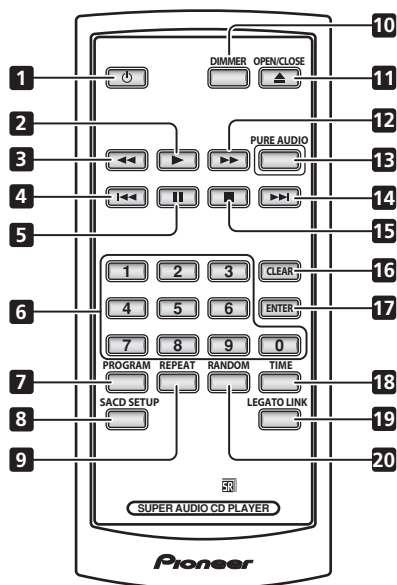 10
DIMMER OPEN/CLOSE
1
11
2
12
PURE AUDIO
3
13
4
14
5
15
1 2 3 CLEAR
16
6
4 5 6 ENTER
17
7 8 9 0
7
PROGRAM REPEAT RANDOM TIME
18
8
SACD SETUP LEGATO LINK
19
9
20
SR
SUPER AUDIO CD PLAYER
Pioneer